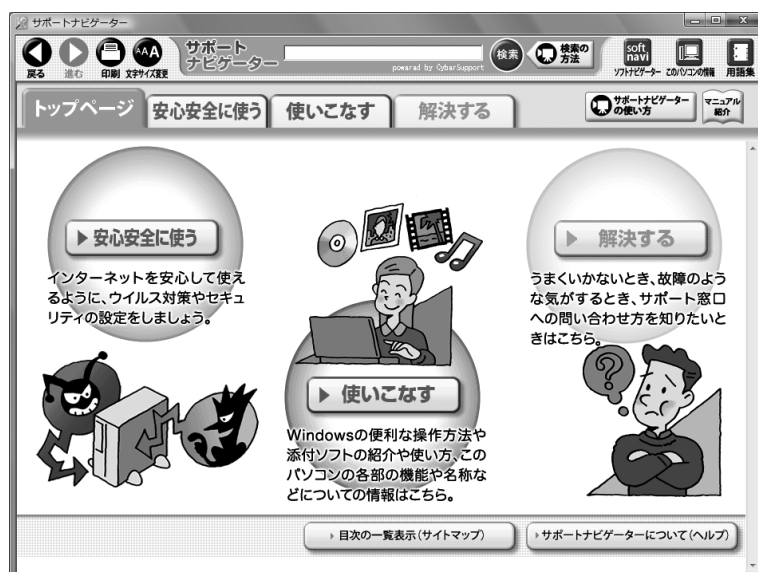 サポートナビゲーター
戻る
進む
印刷
AAA
文字サイズ変更
サポート
ナビゲーター
powared by CybarSupport
検索
検索の
方法
soft
navi
ソフトナビゲーター
このパソコンの情報
用語集
トップページ
安心安全に使う
使いこなす
解決する
サポートナビゲーター
の使い方
マニュアル
紹介
安心安全に使う
インターネットを安心して使え
るように、ウイルス対策やセキュ
リティの設定をしましょう。
使いこなす
Windowsの便利な操作方法や
添付ソフトの紹介や使い方、この
パソコンの各部の機能や名称な
どについての情報はこちら。
解決する
うまくいかないとき、故障のよう
な気がするとき、サポート窓口
への問い合わせ方を知りたいと
きはこちら。
?
目次の一覧表示(サイトマップ)
サポートナビゲーターについて(ヘルプ)